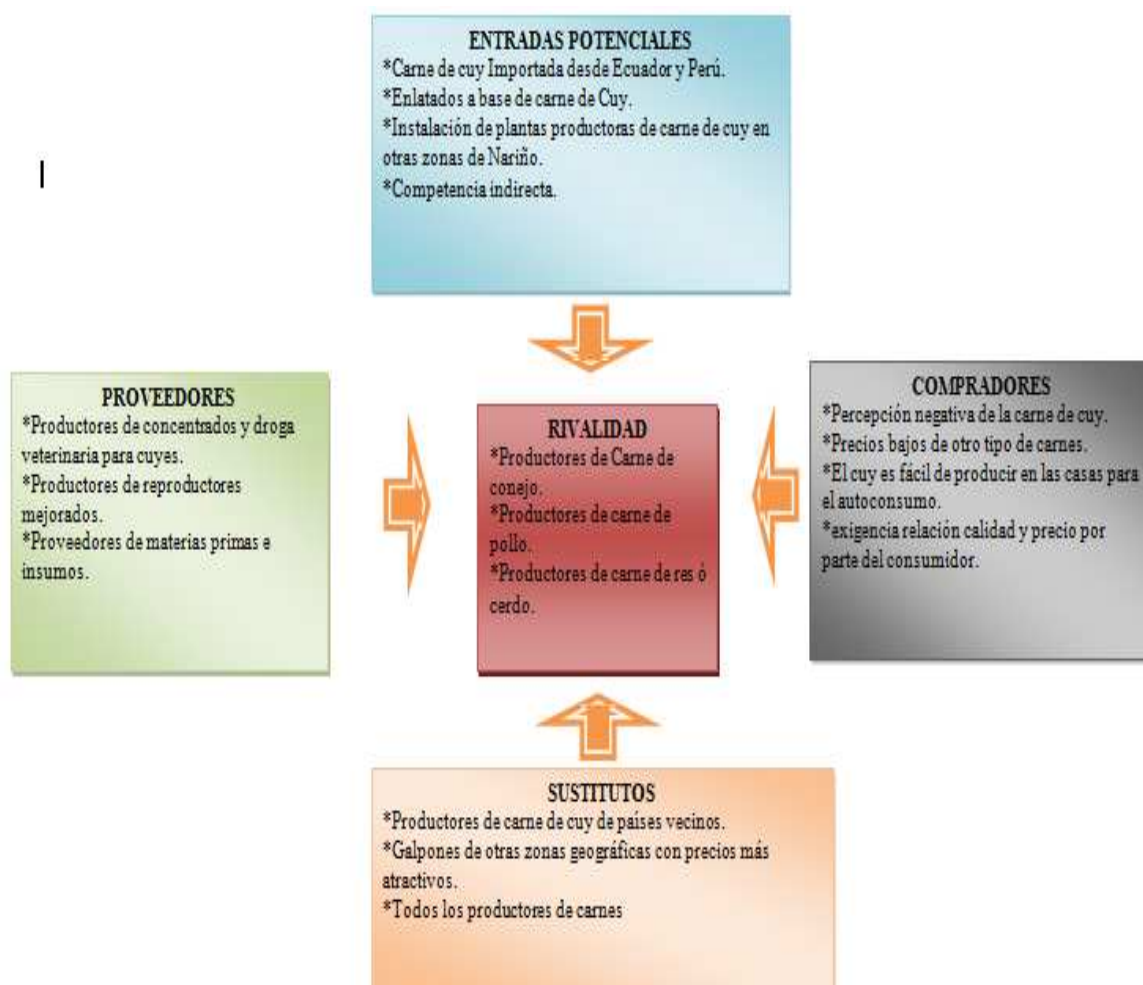 ENTRADAS POTENCIALES
*Carne de cuy Importada desde Ecuador y Perú.
*Enlatados a base de carne de Cuy.
*Instalación de plantas productoras de carne de cuy en
otras zonas de Nariño.
*Competencia indirecta.
PROVEEDORES
*Productores de concentrados y droga
veterinaria para cuyes.
*Productores de reproductores
mejorados.
*Proveedores de materias primas e
insumos.
RIVALIDAD
*Productores de Carne de
conejo.
*Productores de carne de
pollo.
*Productores de carne de res ó
cerdo.
COMPRADORES
*Percepción negativa de la carne de cuy.
*Precios bajos de otro tipo de carnes.
*El cuy es fácil de producir en las casas para
el autoconsumo.
*exigencia relación calidad y precio por
parte del consumidor.
SUSTITUTOS
*Productores de carne de cuy de países vecinos.
*Galpones de otras zonas geográficas con precios más
atractivos.
*Todos los productores de carnes